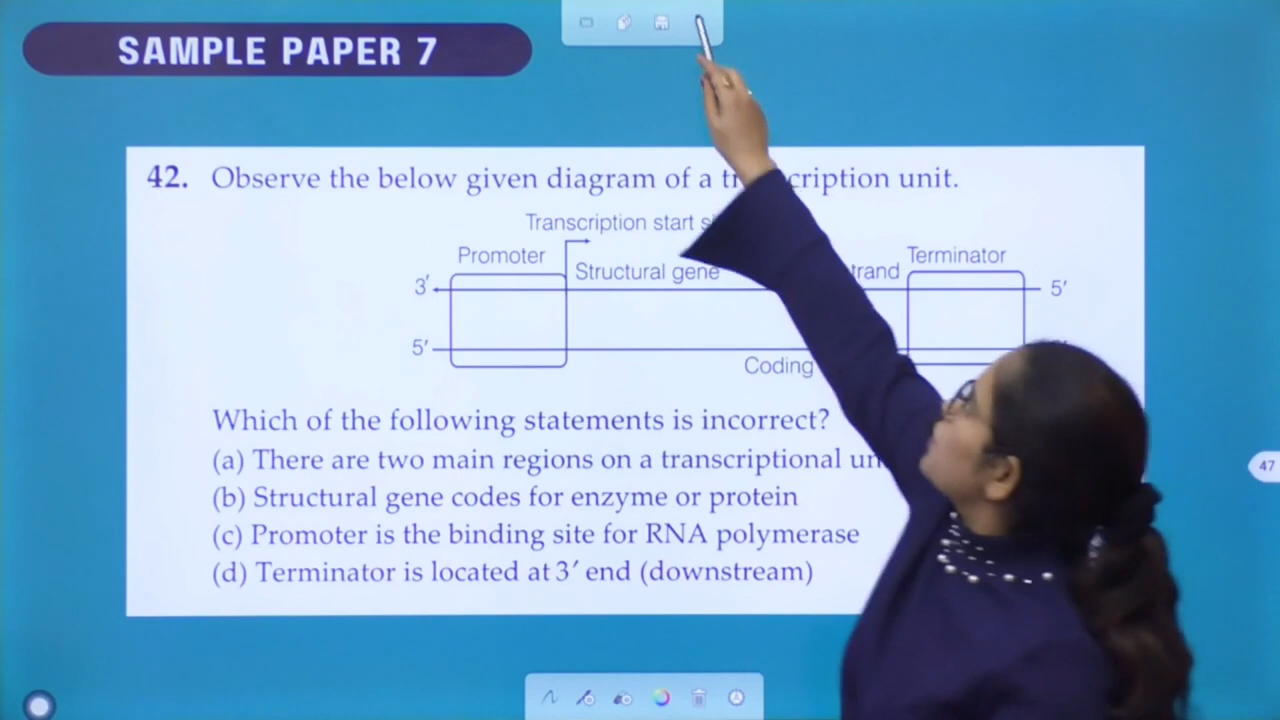 SAMPLE PAPER 7
42. Observe the below given diagram of a transcription unit.
Transcription start
Promoter
Terminator
Structural gene
3′
5′
5′
Coding
Which of the following statements is incorrect?
(a) There are two main regions on a transcriptional
(b) Structural gene codes for enzyme or protein
(c) Promoter is the binding site for RNA polymerase
(d) Terminator is located at 3′ end (downstream)
47